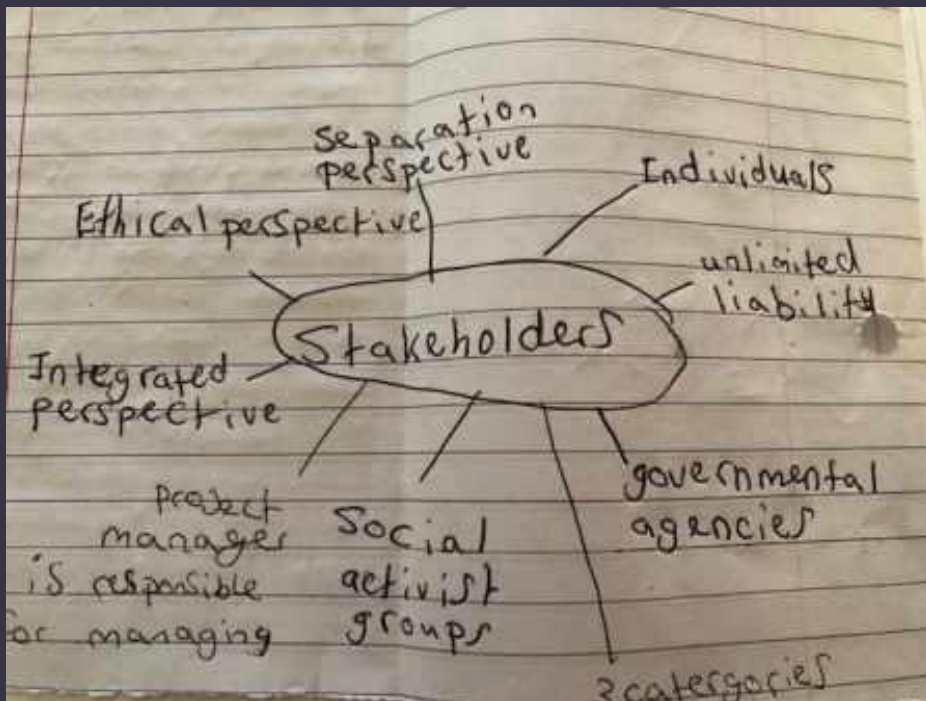 Separation
perspective
Individuals
Ethical perspective
unlimited
liability
Stakeholders
Integrated
perspective
governmental
agencies
project
manager
is responsible
for managing
Social
activist
groups
catergories